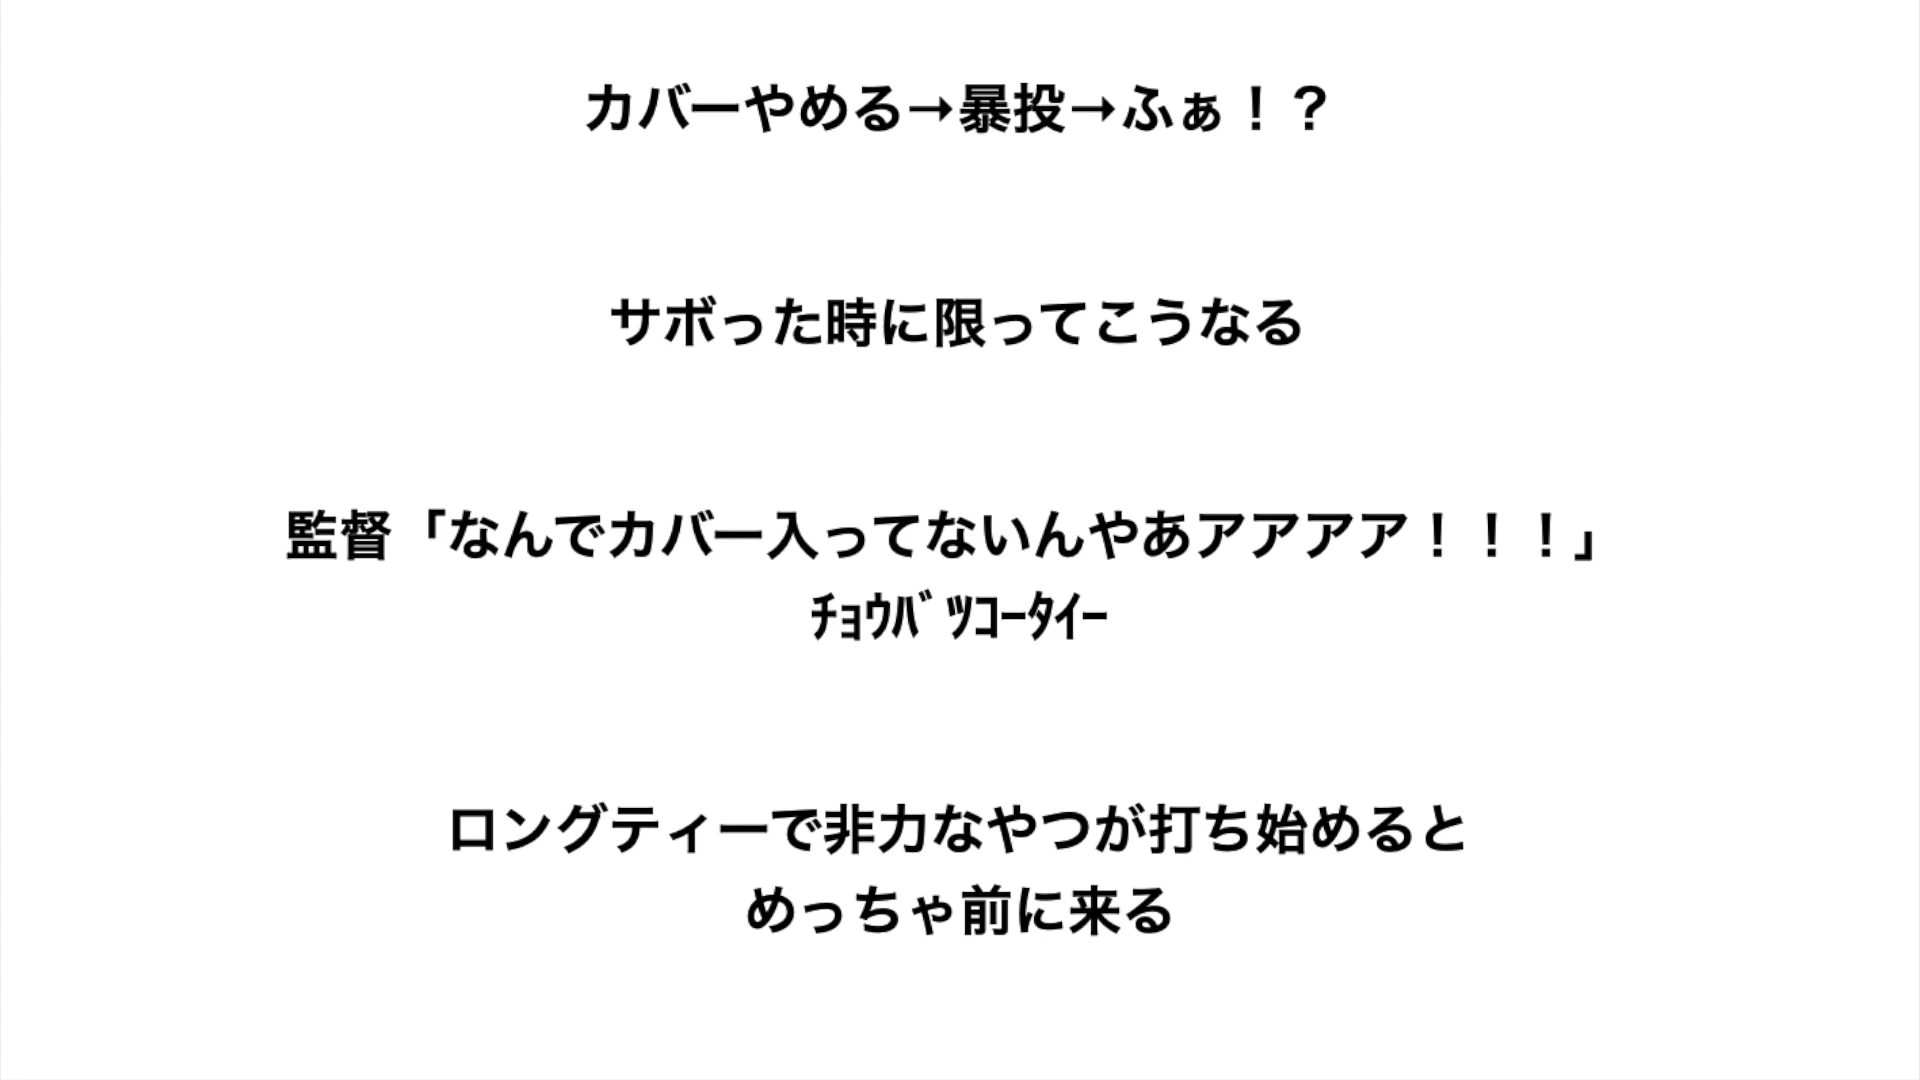 カバーやめる→暴投→ふぁ！？
サボった時に限ってこうなる
監督「なんでカバー入ってないんやあアアアア！！！」
ﾁｮｳﾊﾞﾂｺｰﾀｲｰ
ロングティーで非力なやつが打ち始めると
めっちゃ前に来る